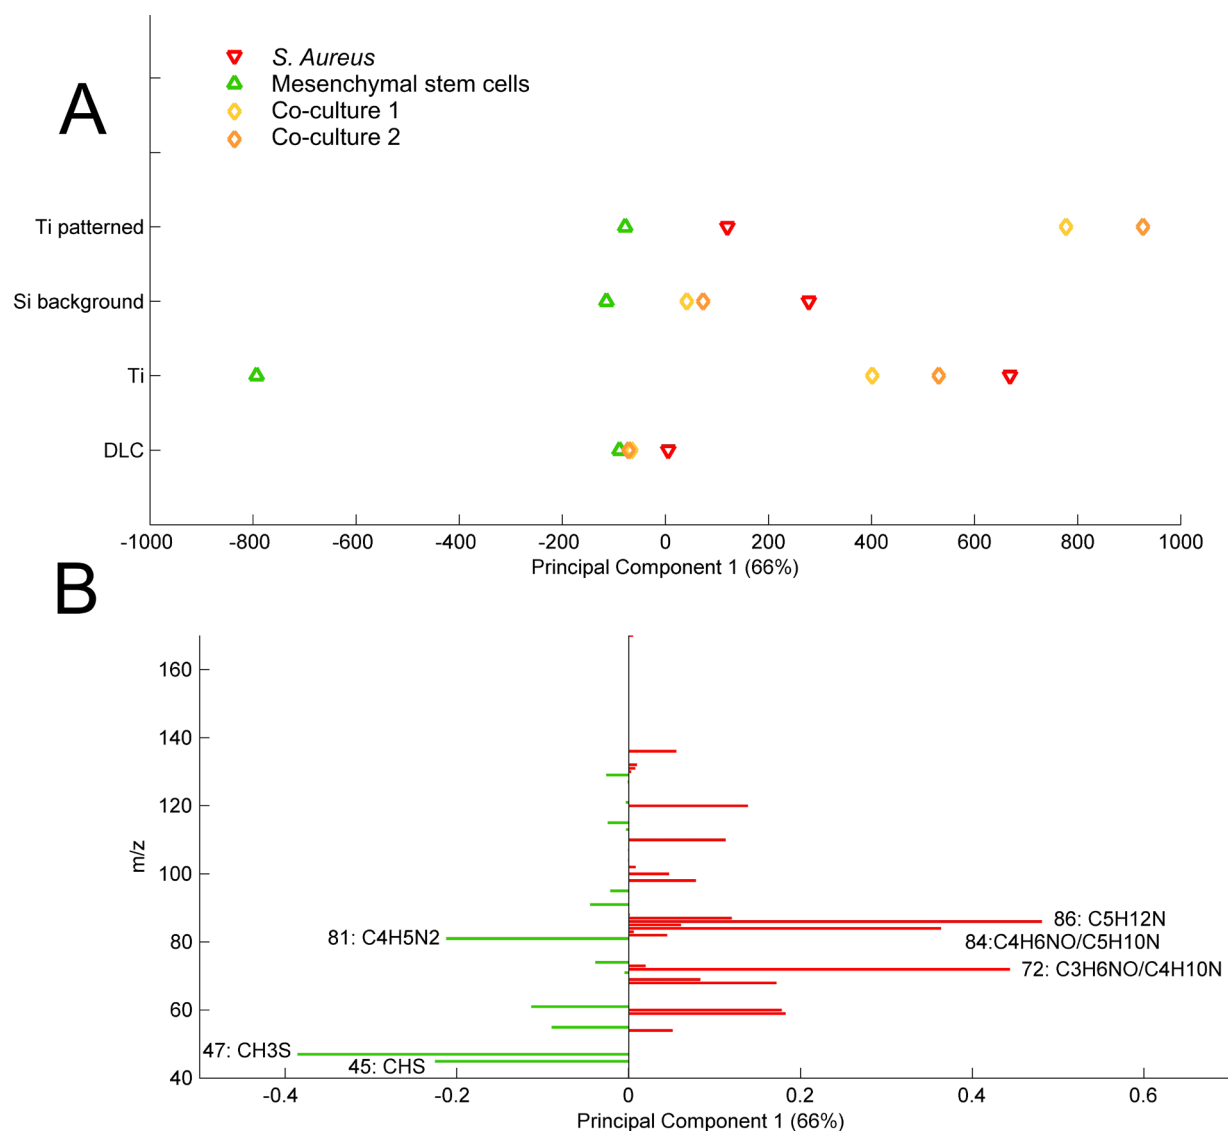 A
S. Aureus
Mesenchymal stem cells
Co-culture 1
Co-culture 2
Ti patterned
Si background
Ti
DLC
-1000 -800 -600 -400 -200 0 200 400 600 800 1000
Principal Component 1 (66%)
B
160
140
120
100
80
60
40
m/z
86: C5H12N
81: C4H5N2
84:C4H6NO/C5H10N
72: C3H6NO/C4H10N
47: CH3S
45: CHS
-0.4 -0.2 0 0.2 0.4 0.6
Principal Component 1 (66%)